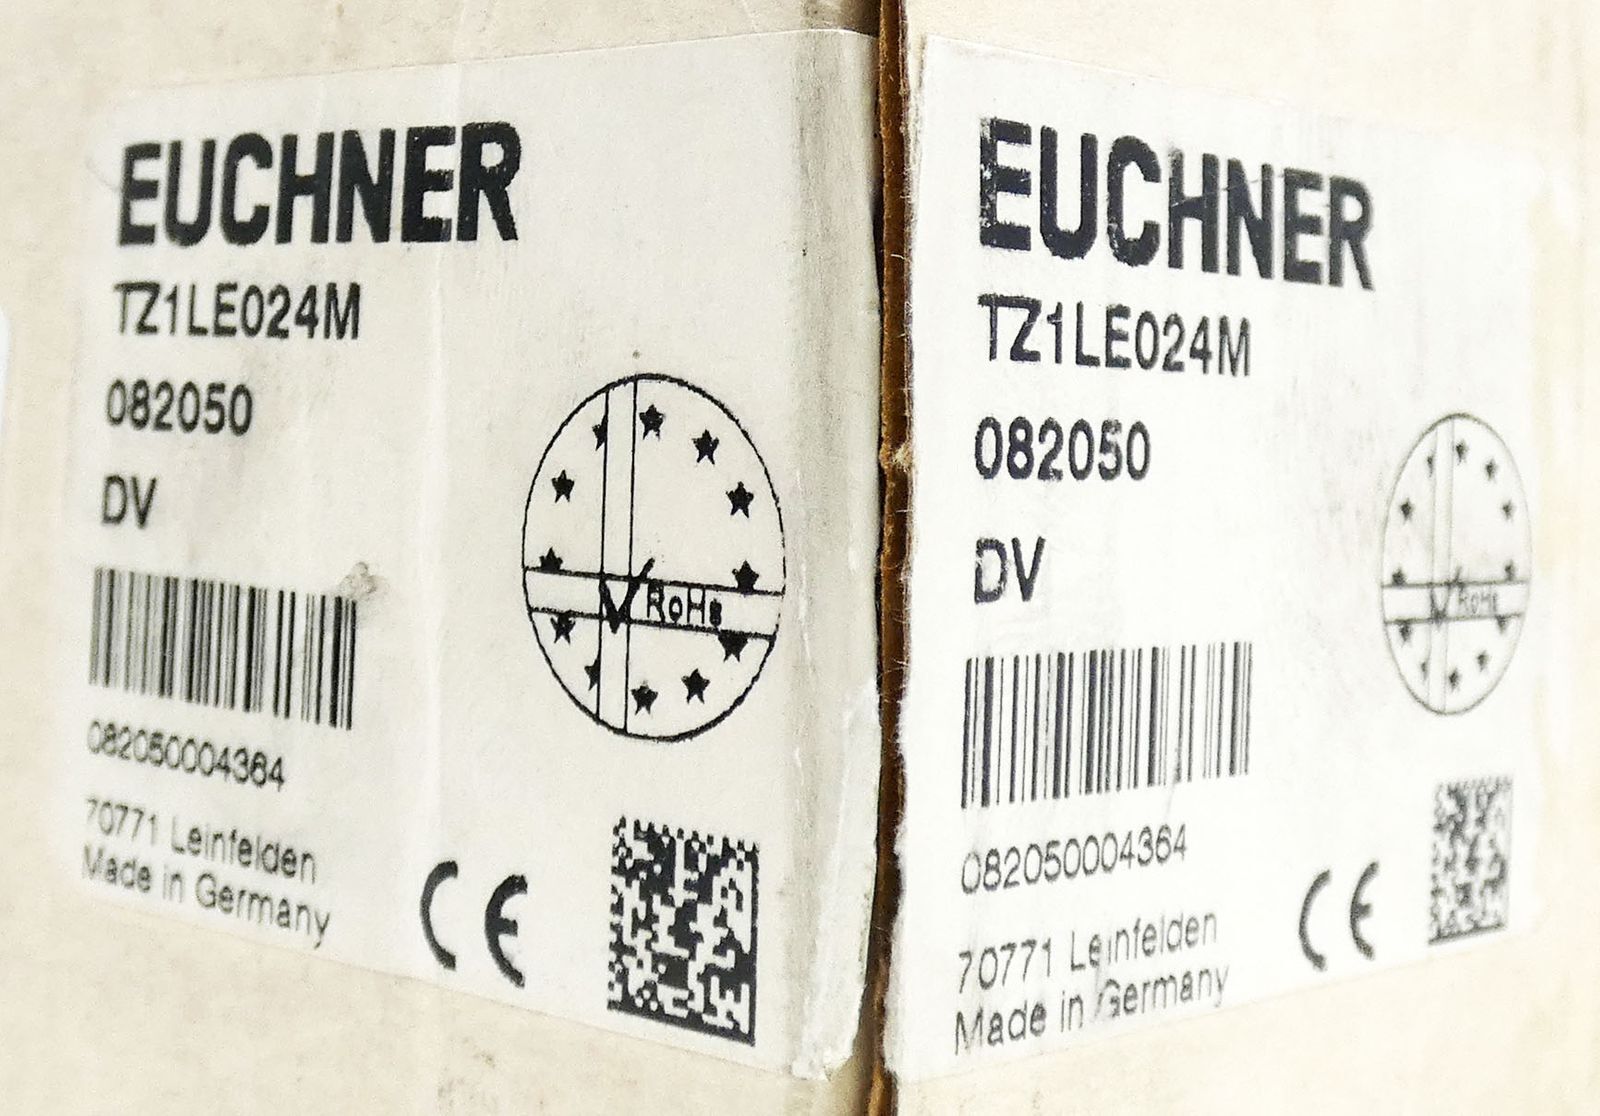 EUCHNER
TZ1LE024M
082050
DV
RoHs
082050004364
70771 Leinfelden
Made in Germany
CE
EUCHNER
TZ1LE024M
082050
DV
RoHs
082050004364
70771 Leinfelden
Made in Germany
CE